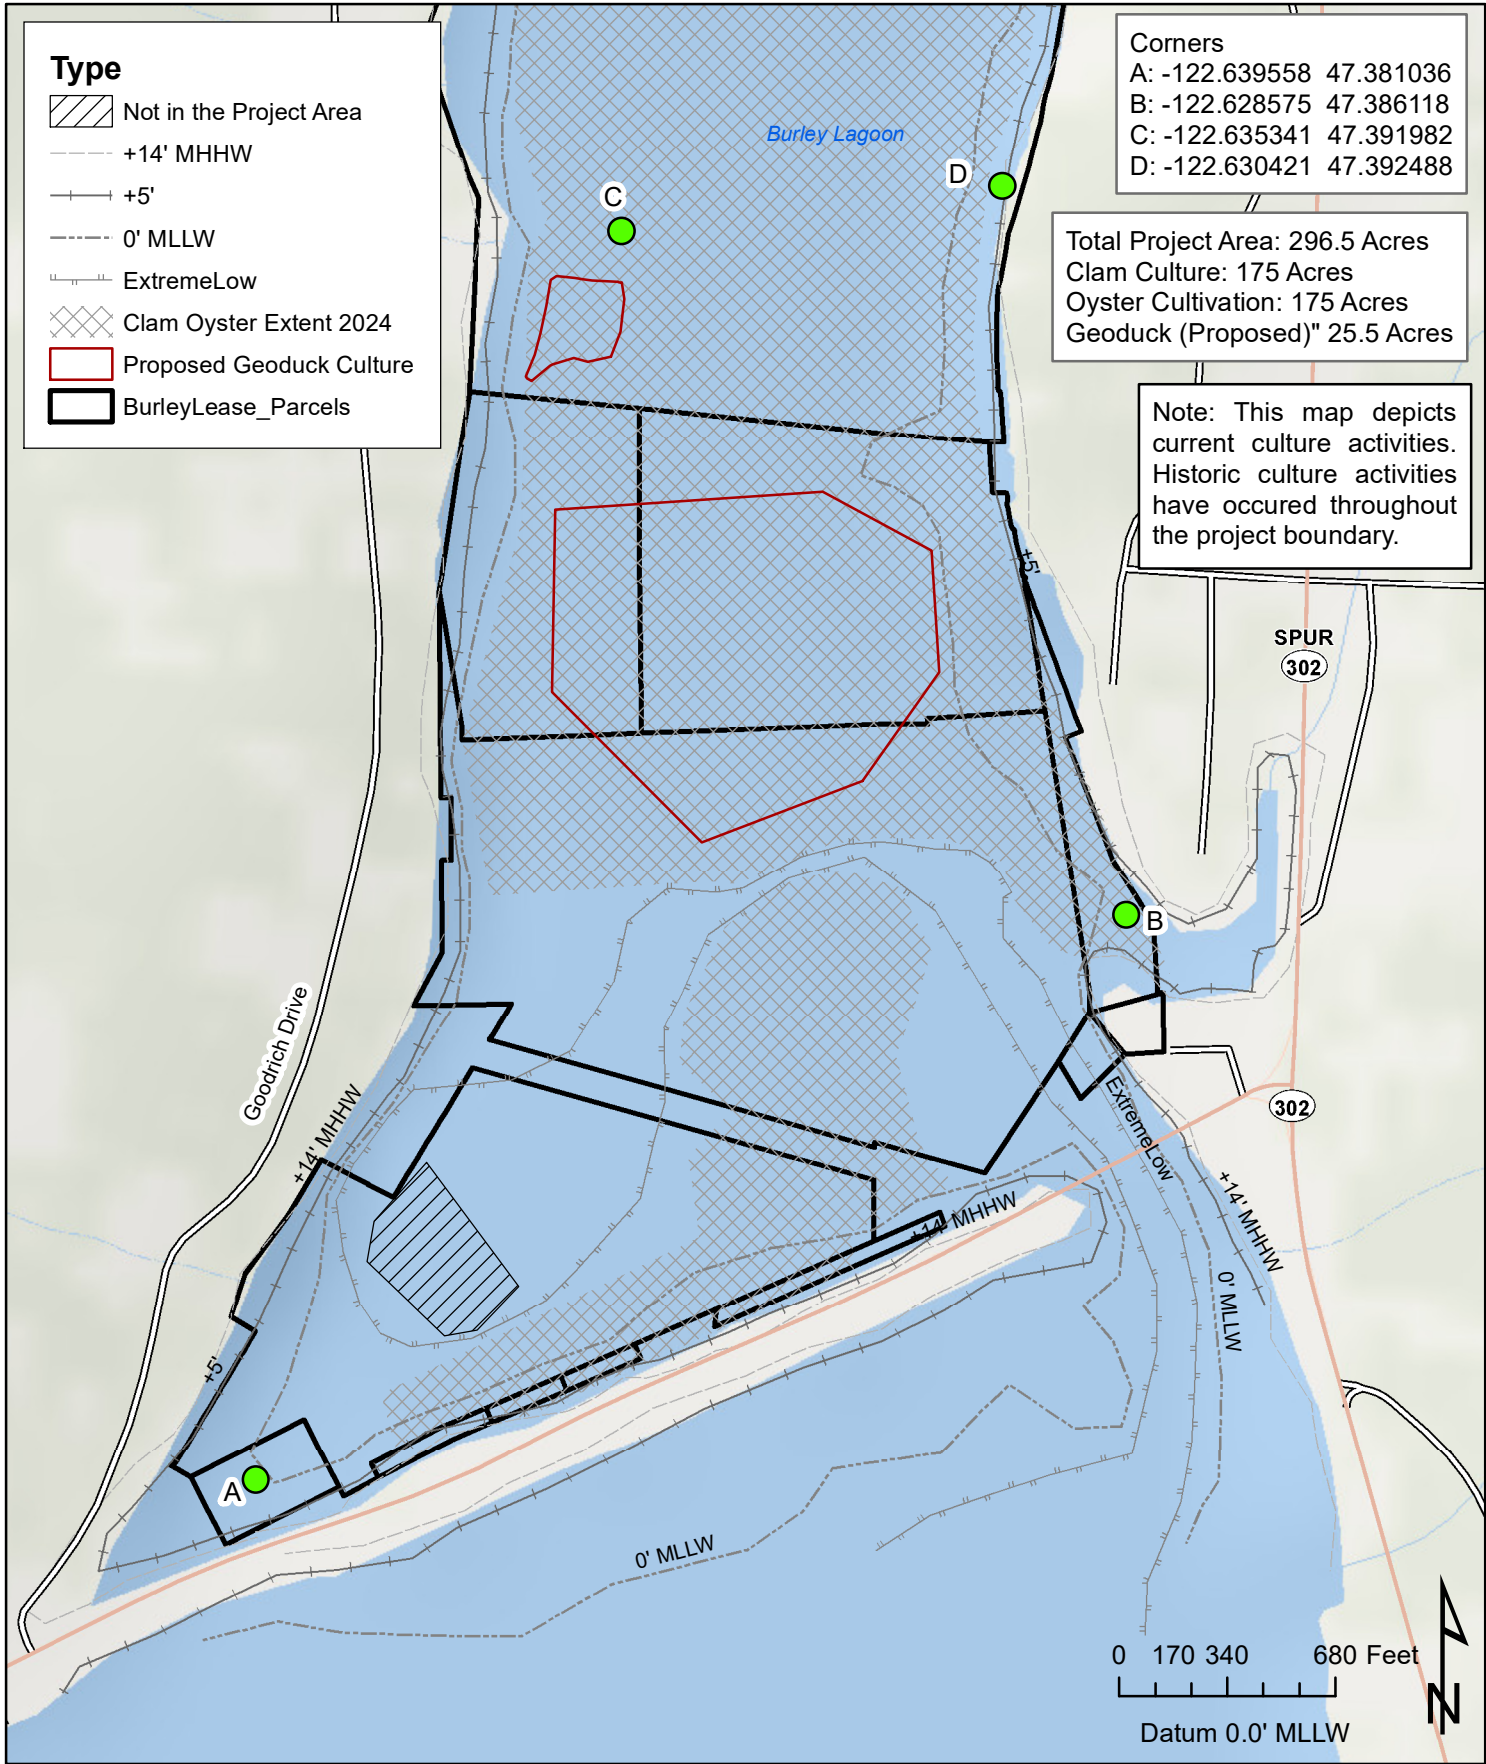 Type
Not in the Project Area
+14' MHHW
+5'
0' MLLW
ExtremeLow
Clam Oyster Extent 2024
Proposed Geoduck Culture
BurleyLease_Parcels
Corners
A: -122.639558 47.381036
B: -122.628575 47.386118
C: -122.635341 47.391982
D: -122.630421 47.392488
Total Project Area: 296.5 Acres
Clam Culture: 175 Acres
Oyster Cultivation: 175 Acres
Geoduck (Proposed)" 25.5 Acres
Note: This map depicts
current culture activities.
Historic culture activities
have occured throughout
the project boundary.
Burley Lagoon
D
C
+5'
SPUR
302
B
Goodrich Drive
+14' MHHW
ExtremeLow
302
+14' MHHW
+14' MHHW
0' MLLW
+5'
A
0' MLLW
0 170 340 680 Feet
Datum 0.0' MLLW
N